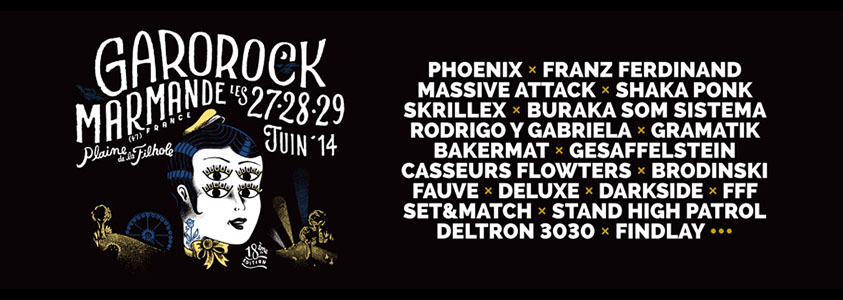 GAROROCK
MARMANDE LES 27·28·29
(47) FRANCE
JUIN '14
Plaine de la Filhole
18ème EDITION
PHOENIX × FRANZ FERDINAND
MASSIVE ATTACK × SHAKA PONK
SKRILLEX × BURAKA SOM SISTEMA
RODRIGO Y GABRIELA × GRAMATIK
BAKERMAT × GESAFFELSTEIN
CASSEURS FLOWTERS × BRODINSKI
FAUVE × DELUXE × DARKSIDE × FFF
SET&MATCH × STAND HIGH PATROL
DELTRON 3030 × FINDLAY •••